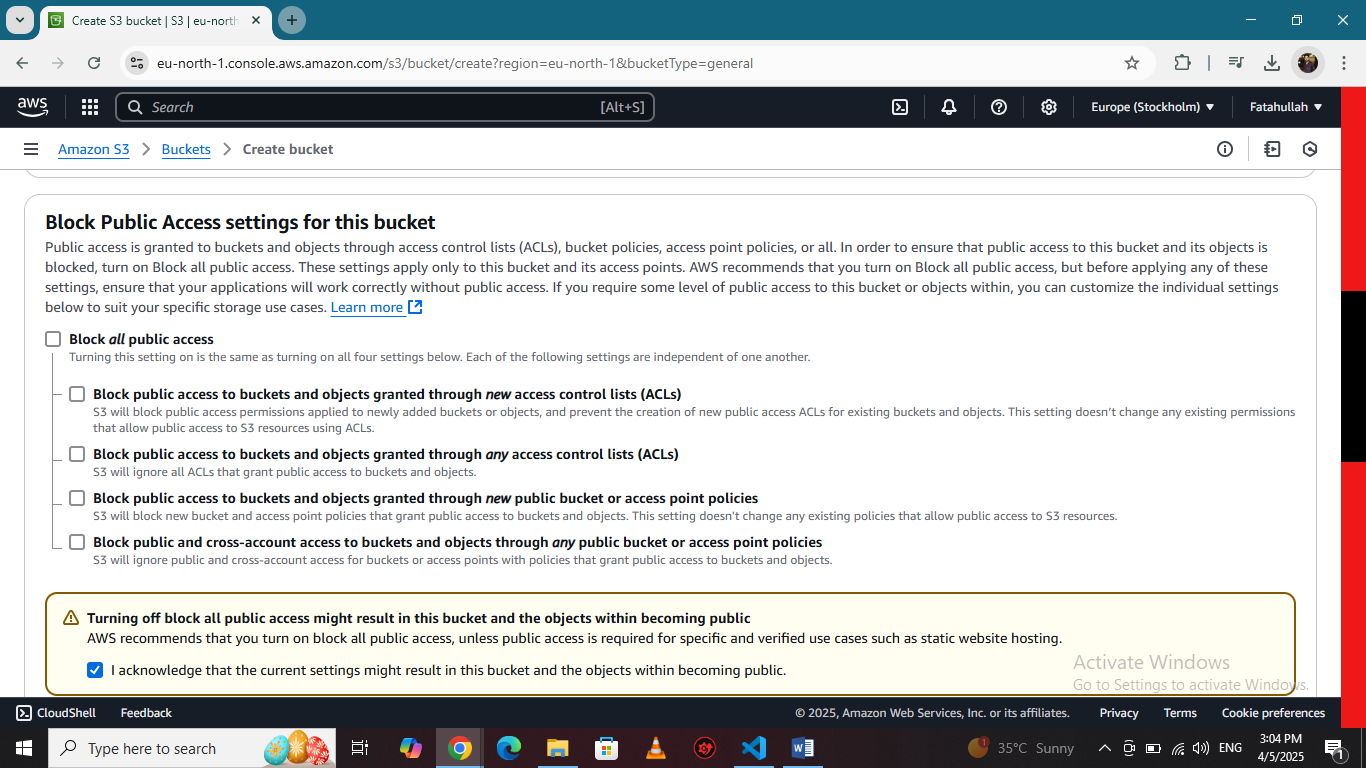 Create S3 bucket | S3 | eu-north
eu-north-1.console.aws.amazon.com/s3/bucket/create?region=eu-north-1&bucketType=general
aws
Search
[Alt+S]
Europe (Stockholm)
Fatahullah
Amazon S3
Buckets
Create bucket
Block Public Access settings for this bucket
Public access is granted to buckets and objects through access control lists (ACLs), bucket policies, access point policies, or all. In order to ensure that public access to this bucket and its objects is
blocked, turn on Block all public access. These settings apply only to this bucket and its access points. AWS recommends that you turn on Block all public access, but before applying any of these
settings, ensure that your applications will work correctly without public access. If you require some level of public access to this bucket or objects within, you can customize the individual settings
below to suit your specific storage use cases. Learn more
Block all public access
Turning this setting on is the same as turning on all four settings below. Each of the following settings are independent of one another.
Block public access to buckets and objects granted through new access control lists (ACLs)
S3 will block public access permissions applied to newly added buckets or objects, and prevent the creation of new public access ACLs for existing buckets and objects. This setting doesn't change any existing permissions
that allow public access to S3 resources using ACLs.
Block public access to buckets and objects granted through any access control lists (ACLs)
S3 will ignore all ACLs that grant public access to buckets and objects.
Block public access to buckets and objects granted through new public bucket or access point policies
S3 will block new bucket and access point policies that grant public access to buckets and objects. This setting doesn't change any existing policies that allow public access to S3 resources.
Block public and cross-account access to buckets and objects through any public bucket or access point policies
S3 will ignore public and cross-account access for buckets or access points with policies that grant public access to buckets and objects.
Turning off block all public access might result in this bucket and the objects within becoming public
AWS recommends that you turn on block all public access, unless public access is required for specific and verified use cases such as static website hosting.
I acknowledge that the current settings might result in this bucket and the objects within becoming public.
Activate Windows
Go to Settings to activate Windows.
CloudShell
Feedback
© 2025, Amazon Web Services, Inc. or its affiliates.
Privacy
Terms
Cookie preferences
Type here to search
35°C Sunny
ENG
3:04 PM
4/5/2025
1